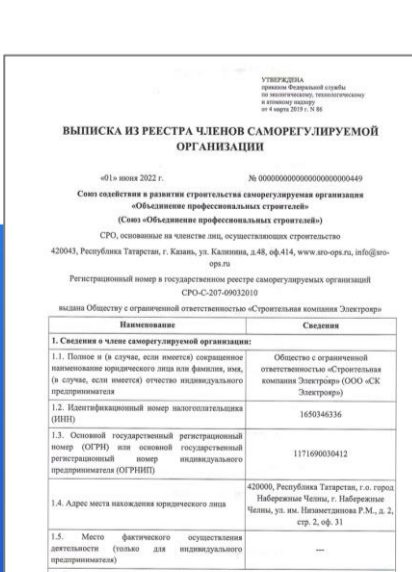 УТВЕРЖДЕНА
приказом Федеральной службы
по экологическому, технологическому
и атомному надзору
от 4 марта 2019 г. N 86
ВЫПИСКА ИЗ РЕЕСТРА ЧЛЕНОВ САМОРЕГУЛИРУЕМОЙ
ОРГАНИЗАЦИИ
«01» июня 2022 г. №
Союз содействия в развитии строительства саморегулируемая организация
«Объединение профессиональных строителей»
(Союз «Объединение профессиональных строителей»)
СРО, основанные на членстве лиц, осуществляющих строительство
420043, Республика Татарстан, г. Казань, ул. Калинина, д.48, оф.414, www.sro-ops.ru, info@sro-
ops.ru
Регистрационный номер в государственном реестре саморегулируемых организаций
СРО-С-207-09032010
выдана Обществу с ограниченной ответственностью «Строительная компания Электроярр»
Наименование Сведения
1. Сведения о члене саморегулируемой организации:
1.1. Полное и (в случае, если имеется) сокращенное
наименование юридического лица или фамилия, имя,
(в случае, если имеется) отчество индивидуального
предпринимателя
Общество с ограниченной
ответственностью «Строительная
компания Электроярр» (ООО «СК
Электроярр»)
1.2. Идентификационный номер налогоплательщика
(ИНН)
1650346336
1.3. Основной государственный регистрационный
номер (ОГРН) или основной государственный
регистрационный номер индивидуального
предпринимателя (ОГРНИП)
1171690030412
1.4. Адрес места нахождения юридического лица
420000, Республика Татарстан, г.о. город
Набережные Челны, г. Набережные
Челны, ул. им. Низаметдинова Р.М., д. 2,
стр. 2, оф. 31
1.5. Место фактического осуществления
деятельности (только для индивидуального
предпринимателя)
---